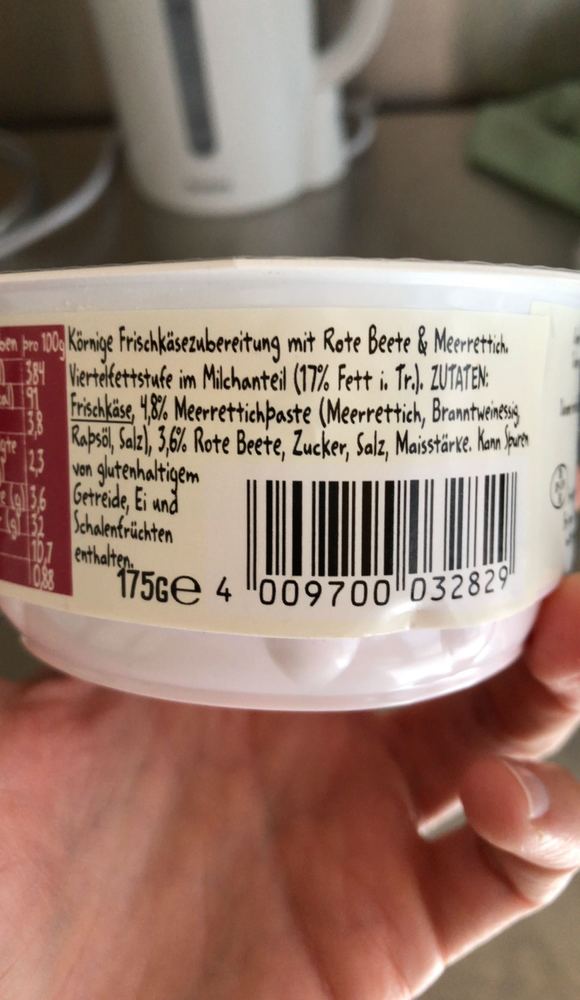 ben pro 100g
384
91
3,8
2,3
3,6
32
10,7
0,88
Körnige Frischkäsezubereitung mit Rote Beete & Meerrettich.
Viertelfettstufe im Milchanteil (17% Fett i. Tr.). ZUTATEN:
Frischkäse, 4,8% Meerrettichpaste (Meerrettich, Branntweinessig,
Rapsöl, Salz), 3,6% Rote Beete, Zucker, Salz, Maisstärke. Kann Spuren
von glutenhaltigem
Getreide, Ei und
Schalenfrüchten
enthalten.
175G℮
4 009700 032829